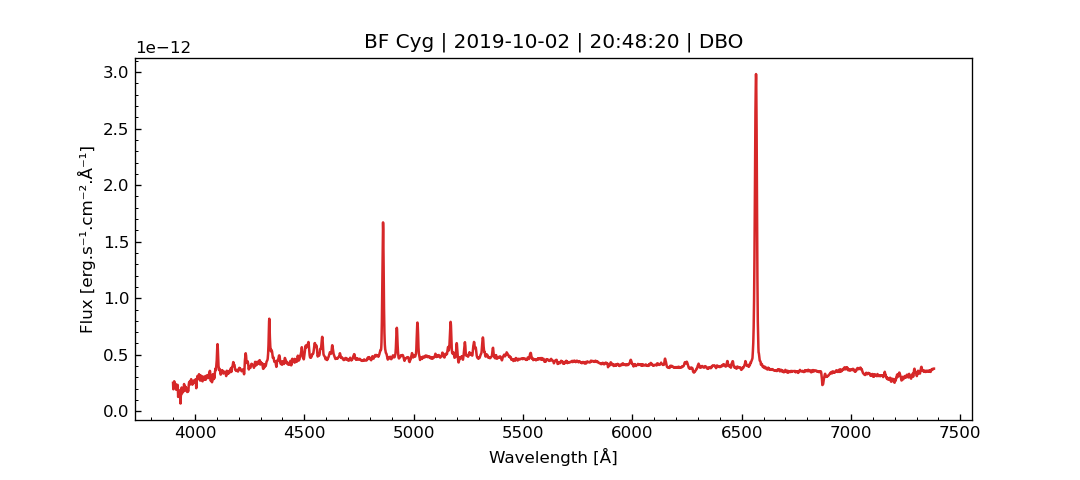 BF Cyg | 2019-10-02 | 20:48:20 | DBO
1e−12
3.0
2.5
2.0
1.5
1.0
0.5
0.0
Flux [erg.s⁻¹.cm⁻².Å⁻¹]
4000 4500 5000 5500 6000 6500 7000 7500
Wavelength [Å]